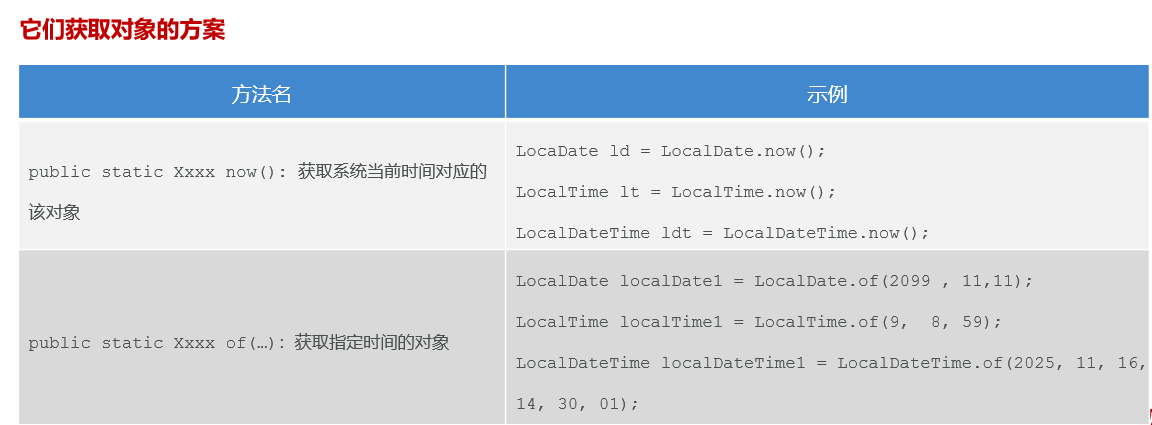 它们获取对象的方案
方法名
示例
public static Xxxx now(): 获取系统当前时间对应的
该对象
LocaDate ld = LocalDate.now();
LocalTime lt = LocalTime.now();
LocalDateTime ldt = LocalDateTime.now();
public static Xxxx of(…): 获取指定时间的对象
LocalDate localDate1 = LocalDate.of(2099 , 11,11);
LocalTime localTime1 = LocalTime.of(9,  8, 59);
LocalDateTime localDateTime1 = LocalDateTime.of(2025, 11, 16,
14, 30, 01);